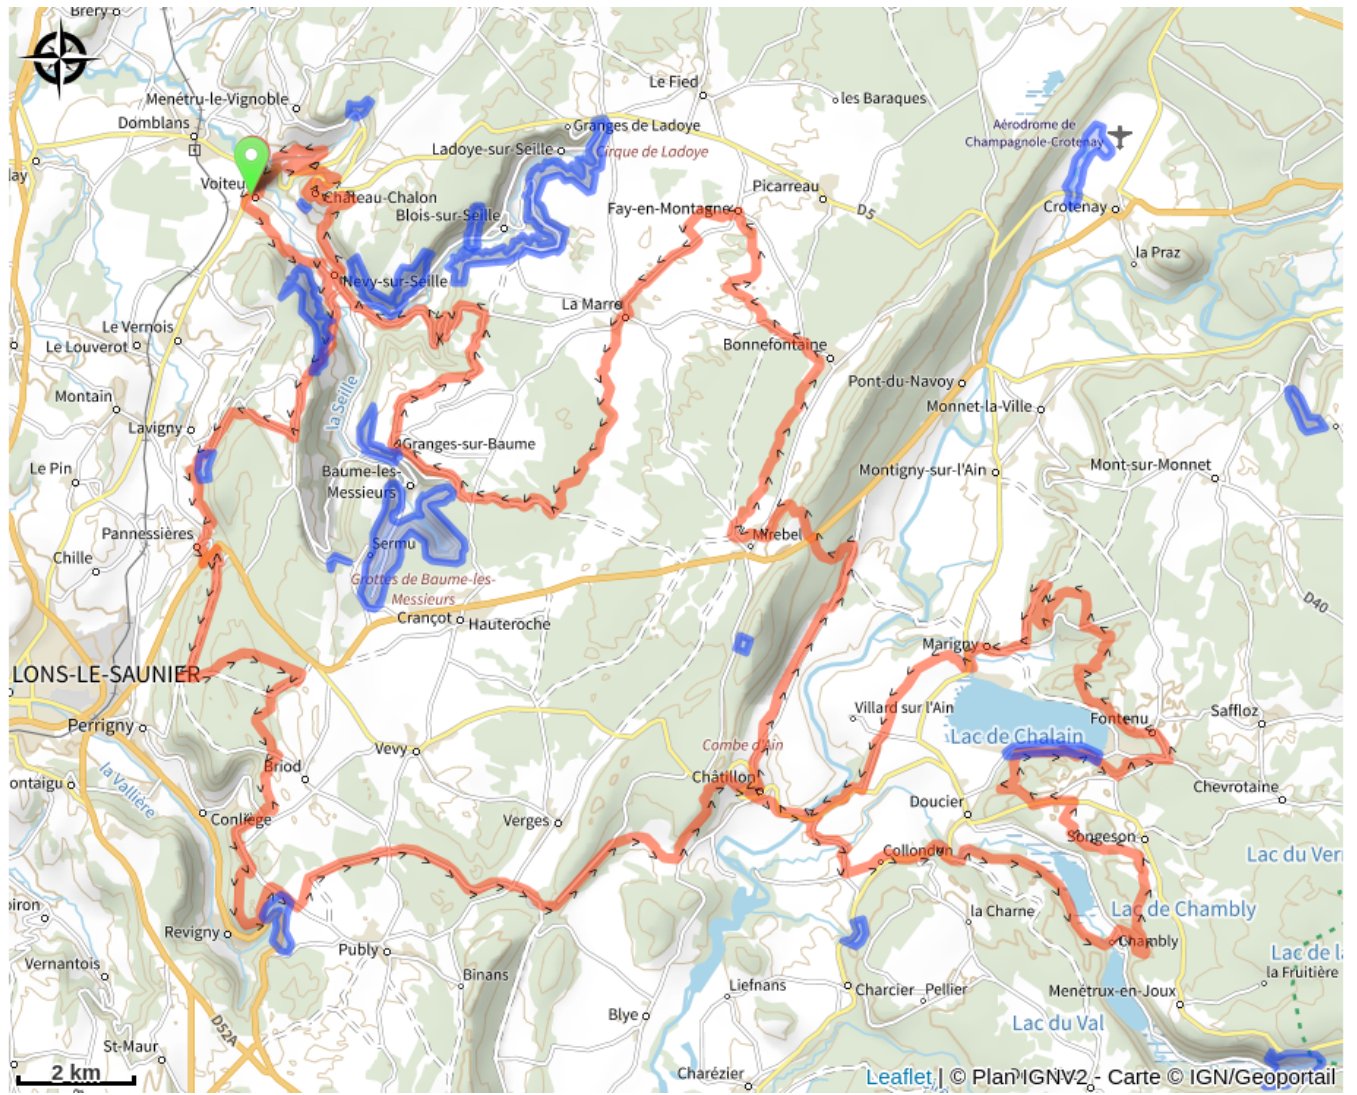 Bréry
Le Fied
les Baraques
Menétru-le-Vignoble
Domblans
Granges de Ladoye
Aérodrome de
Champagnole-Crotenay
Ladoye-sur-Seille
Cirque de Ladoye
Voiteu
Picarreau
Château-Chalon
Blois-sur-Seille
Fay-en-Montagne
D5
Crotenay
la Praz
Nevy-sur-Seille
La Marre
Le Vernois
Le Louverot
Bonnefontaine
Pont-du-Navoy
Montain
la Seille
Monnet-la-Ville
Lavigny
Granges-sur-Baume
Le Pin
Baume-les-
Messieurs
Montigny-sur-l'Ain
Mont-sur-Monnet
Pannessières
Mirebel
Chille
Sermu
Grottes de Baume-les-
Messieurs
D40
Crançot
Hauteroche
Marigny
LONS-LE-SAUNIER
Villard sur l'Ain
Fontenu
Saffloz
Perrigny
Lac de Chalain
Vevy
Combe d'Ain
Briod
Châtillon
ontaigu
la Vallière
Chevrotaine
Doucier
Conliège
Verges
Songeson
Collondon
Lac du Ver
oiron
Lac de Chambly
la Charne
Revigny
Publy
Chambly
Lac de l
Vernantois
Binans
la Fruitière
Liefnans
Charcier
Pellier
Menétrux-en-Joux
Blye
Lac du Val
D52A
St-Maur
2 km
Charézier
Leaflet | © Plan IGNV2 - Carte © IGN/Geoportail